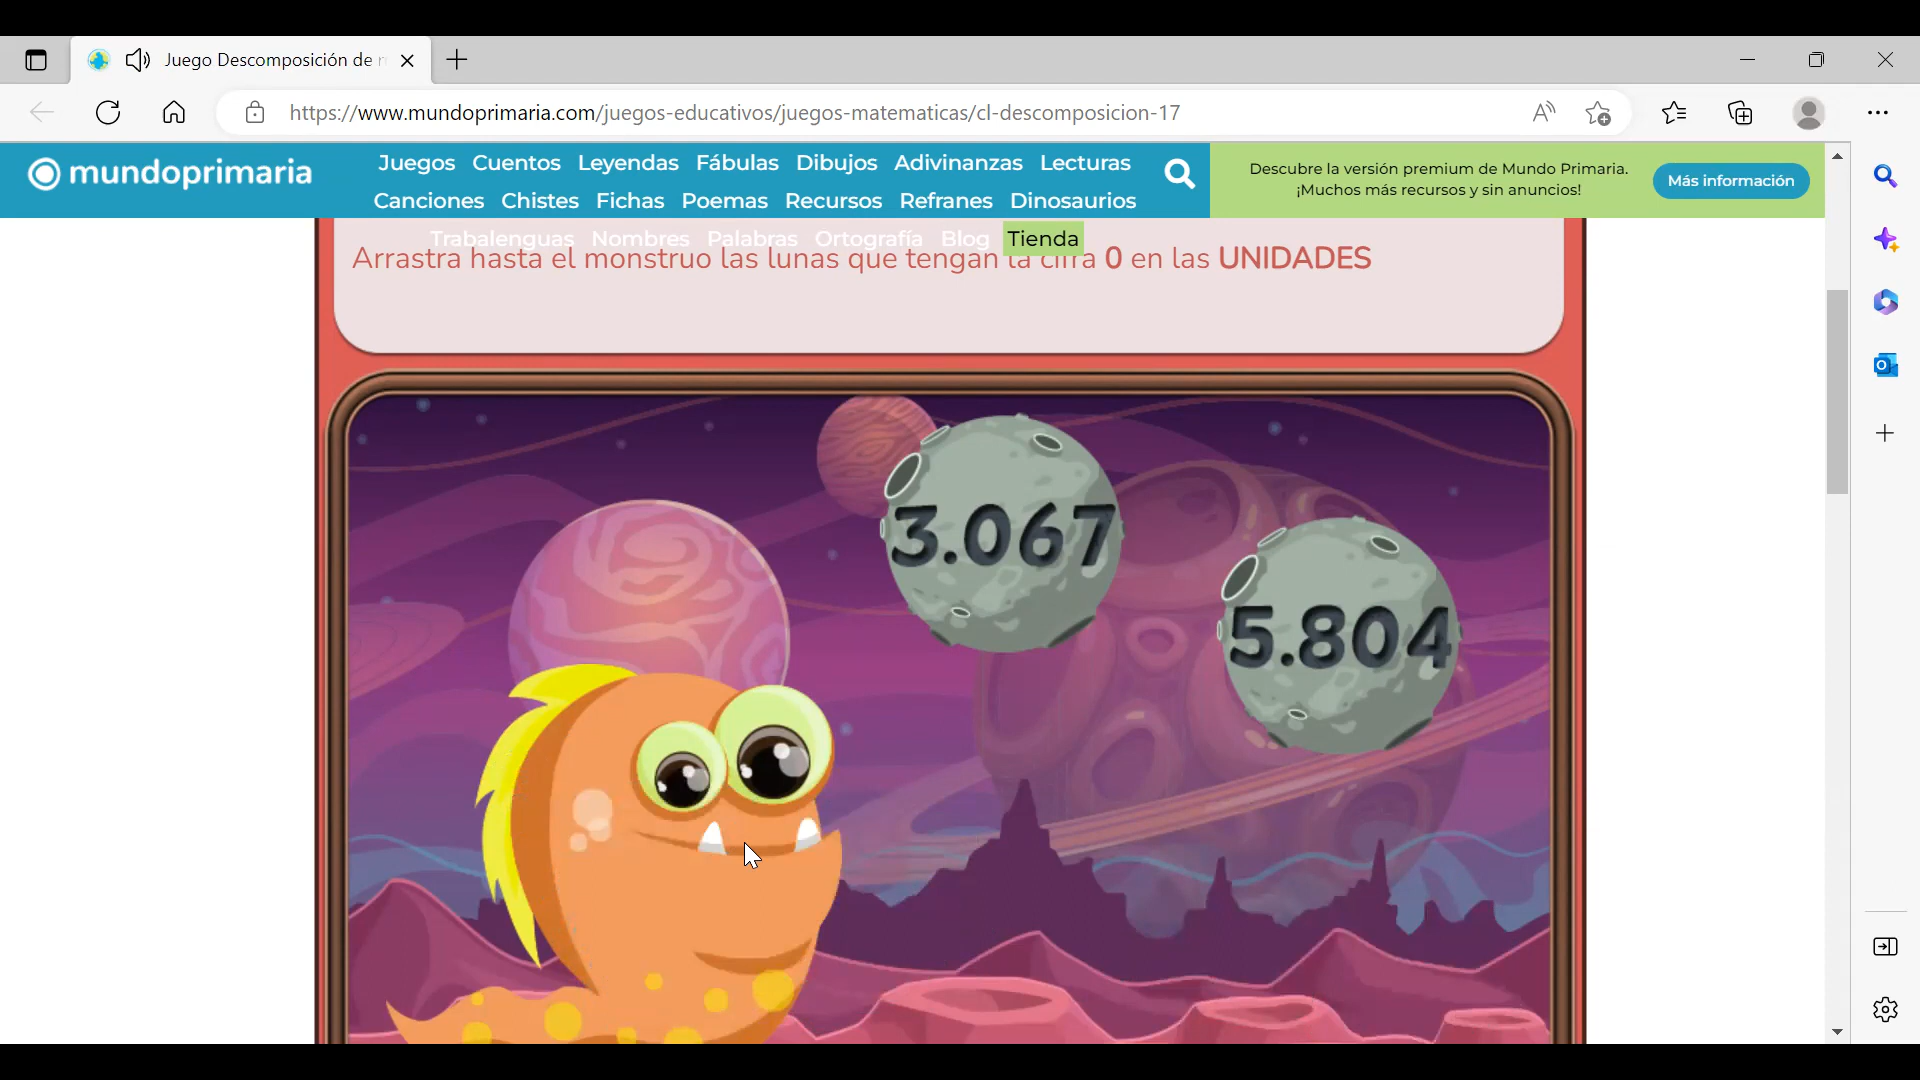 Juego Descomposición de
https://www.mundoprimaria.com/juegos-educativos/juegos-matematicas/cl-descomposicion-17
mundoprimaria
Juegos Cuentos Leyendas Fábulas Dibujos Adivinanzas Lecturas
Canciones Chistes Fichas Poemas Recursos Refranes Dinosaurios
Trabalenguas Nombres Palabras Ortografía Blog Tienda
Descubre la versión premium de Mundo Primaria.
¡Muchos más recursos y sin anuncios!
Más información
Arrastra hasta el monstruo las lunas que tengan la cifra 0 en las UNIDADES
3.067
5.804